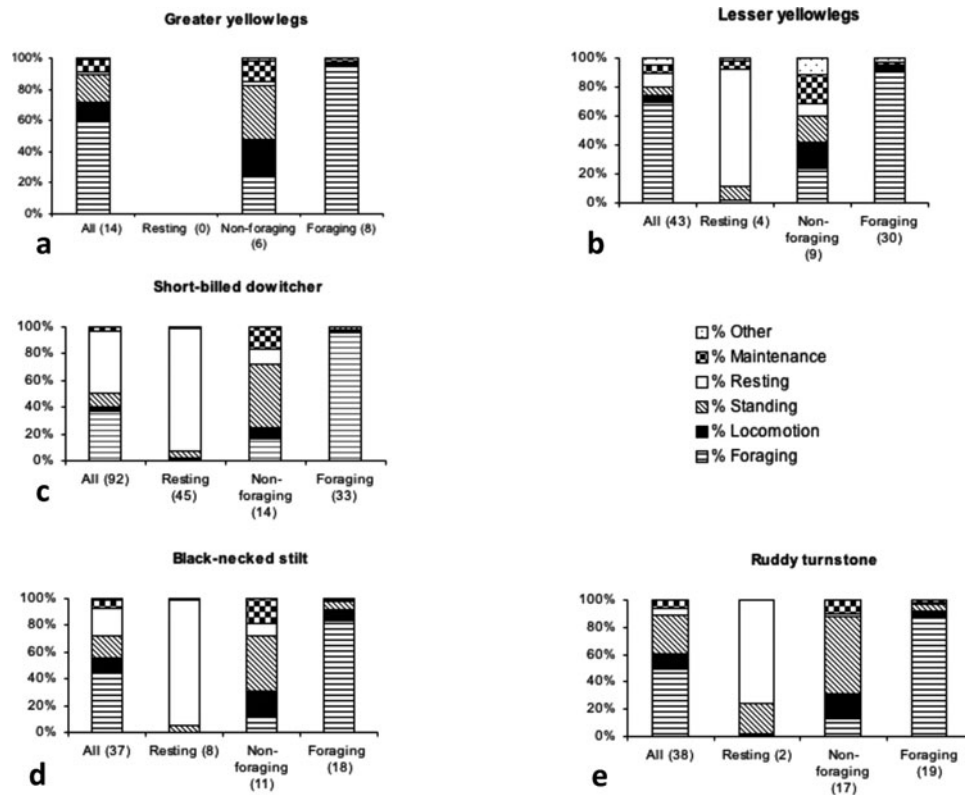 Greater yellowlegs
100%
80%
60%
40%
20%
0%
All (14) Resting (0) Non-foraging (6) Foraging (8)
a
Lesser yellowlegs
100%
80%
60%
40%
20%
0%
All (43) Resting (4) Non-foraging (9) Foraging (30)
b
Short-billed dowitcher
100%
80%
60%
40%
20%
0%
All (92) Resting (45) Non-foraging (14) Foraging (33)
c
% Other
% Maintenance
% Resting
% Standing
% Locomotion
% Foraging
Black-necked stilt
100%
80%
60%
40%
20%
0%
All (37) Resting (8) Non-foraging (11) Foraging (18)
d
Ruddy turnstone
100%
80%
60%
40%
20%
0%
All (38) Resting (2) Non-foraging (17) Foraging (19)
e